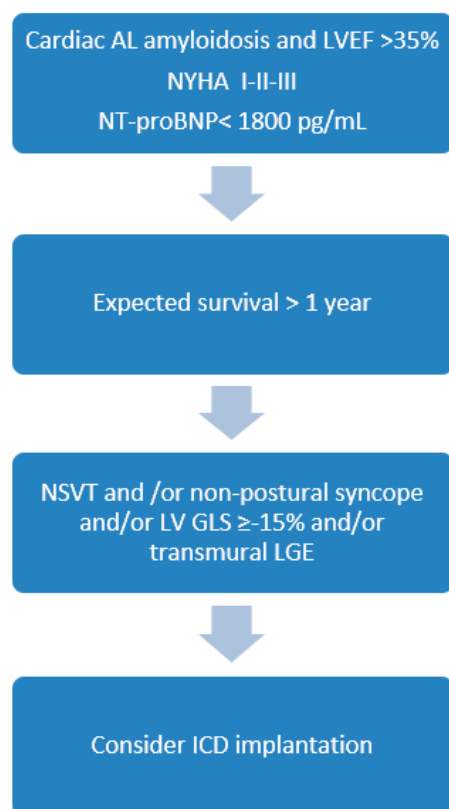 Cardiac AL amyloidosis and LVEF >35%
NYHA I-II-III
NT-proBNP< 1800 pg/mL
Expected survival > 1 year
NSVT and /or non-postural syncope
and/or LV GLS ≥-15% and/or
transmural LGE
Consider ICD implantation